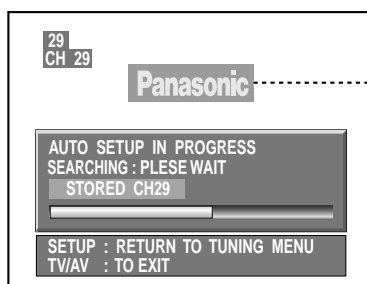 29
CH 29
Panasonic
AUTO SETUP IN PROGRESS
SEARCHING : PLESE WAIT
STORED CH29
SETUP : RETURN TO TUNING MENU
TV/AV : TO EXIT